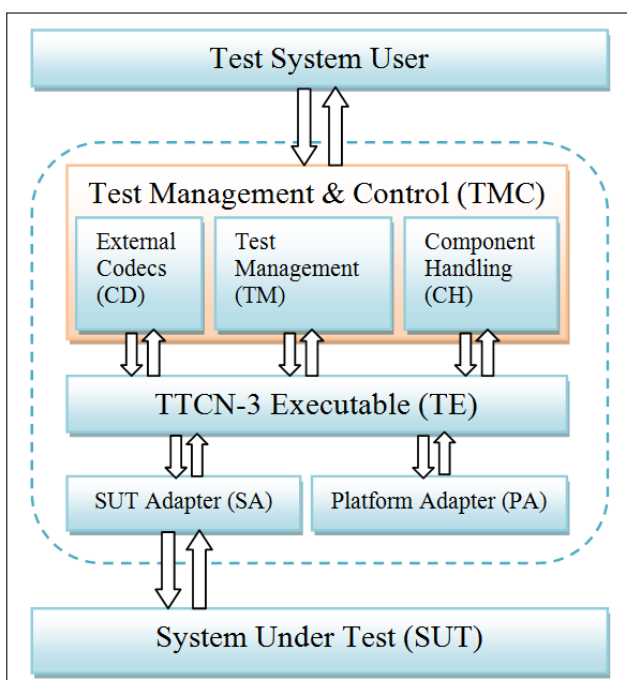 Test System User
Test Management & Control (TMC)
External
Codecs
(CD)
Test
Management
(TM)
Component
Handling
(CH)
TTCN-3 Executable (TE)
SUT Adapter (SA)
Platform Adapter (PA)
System Under Test (SUT)